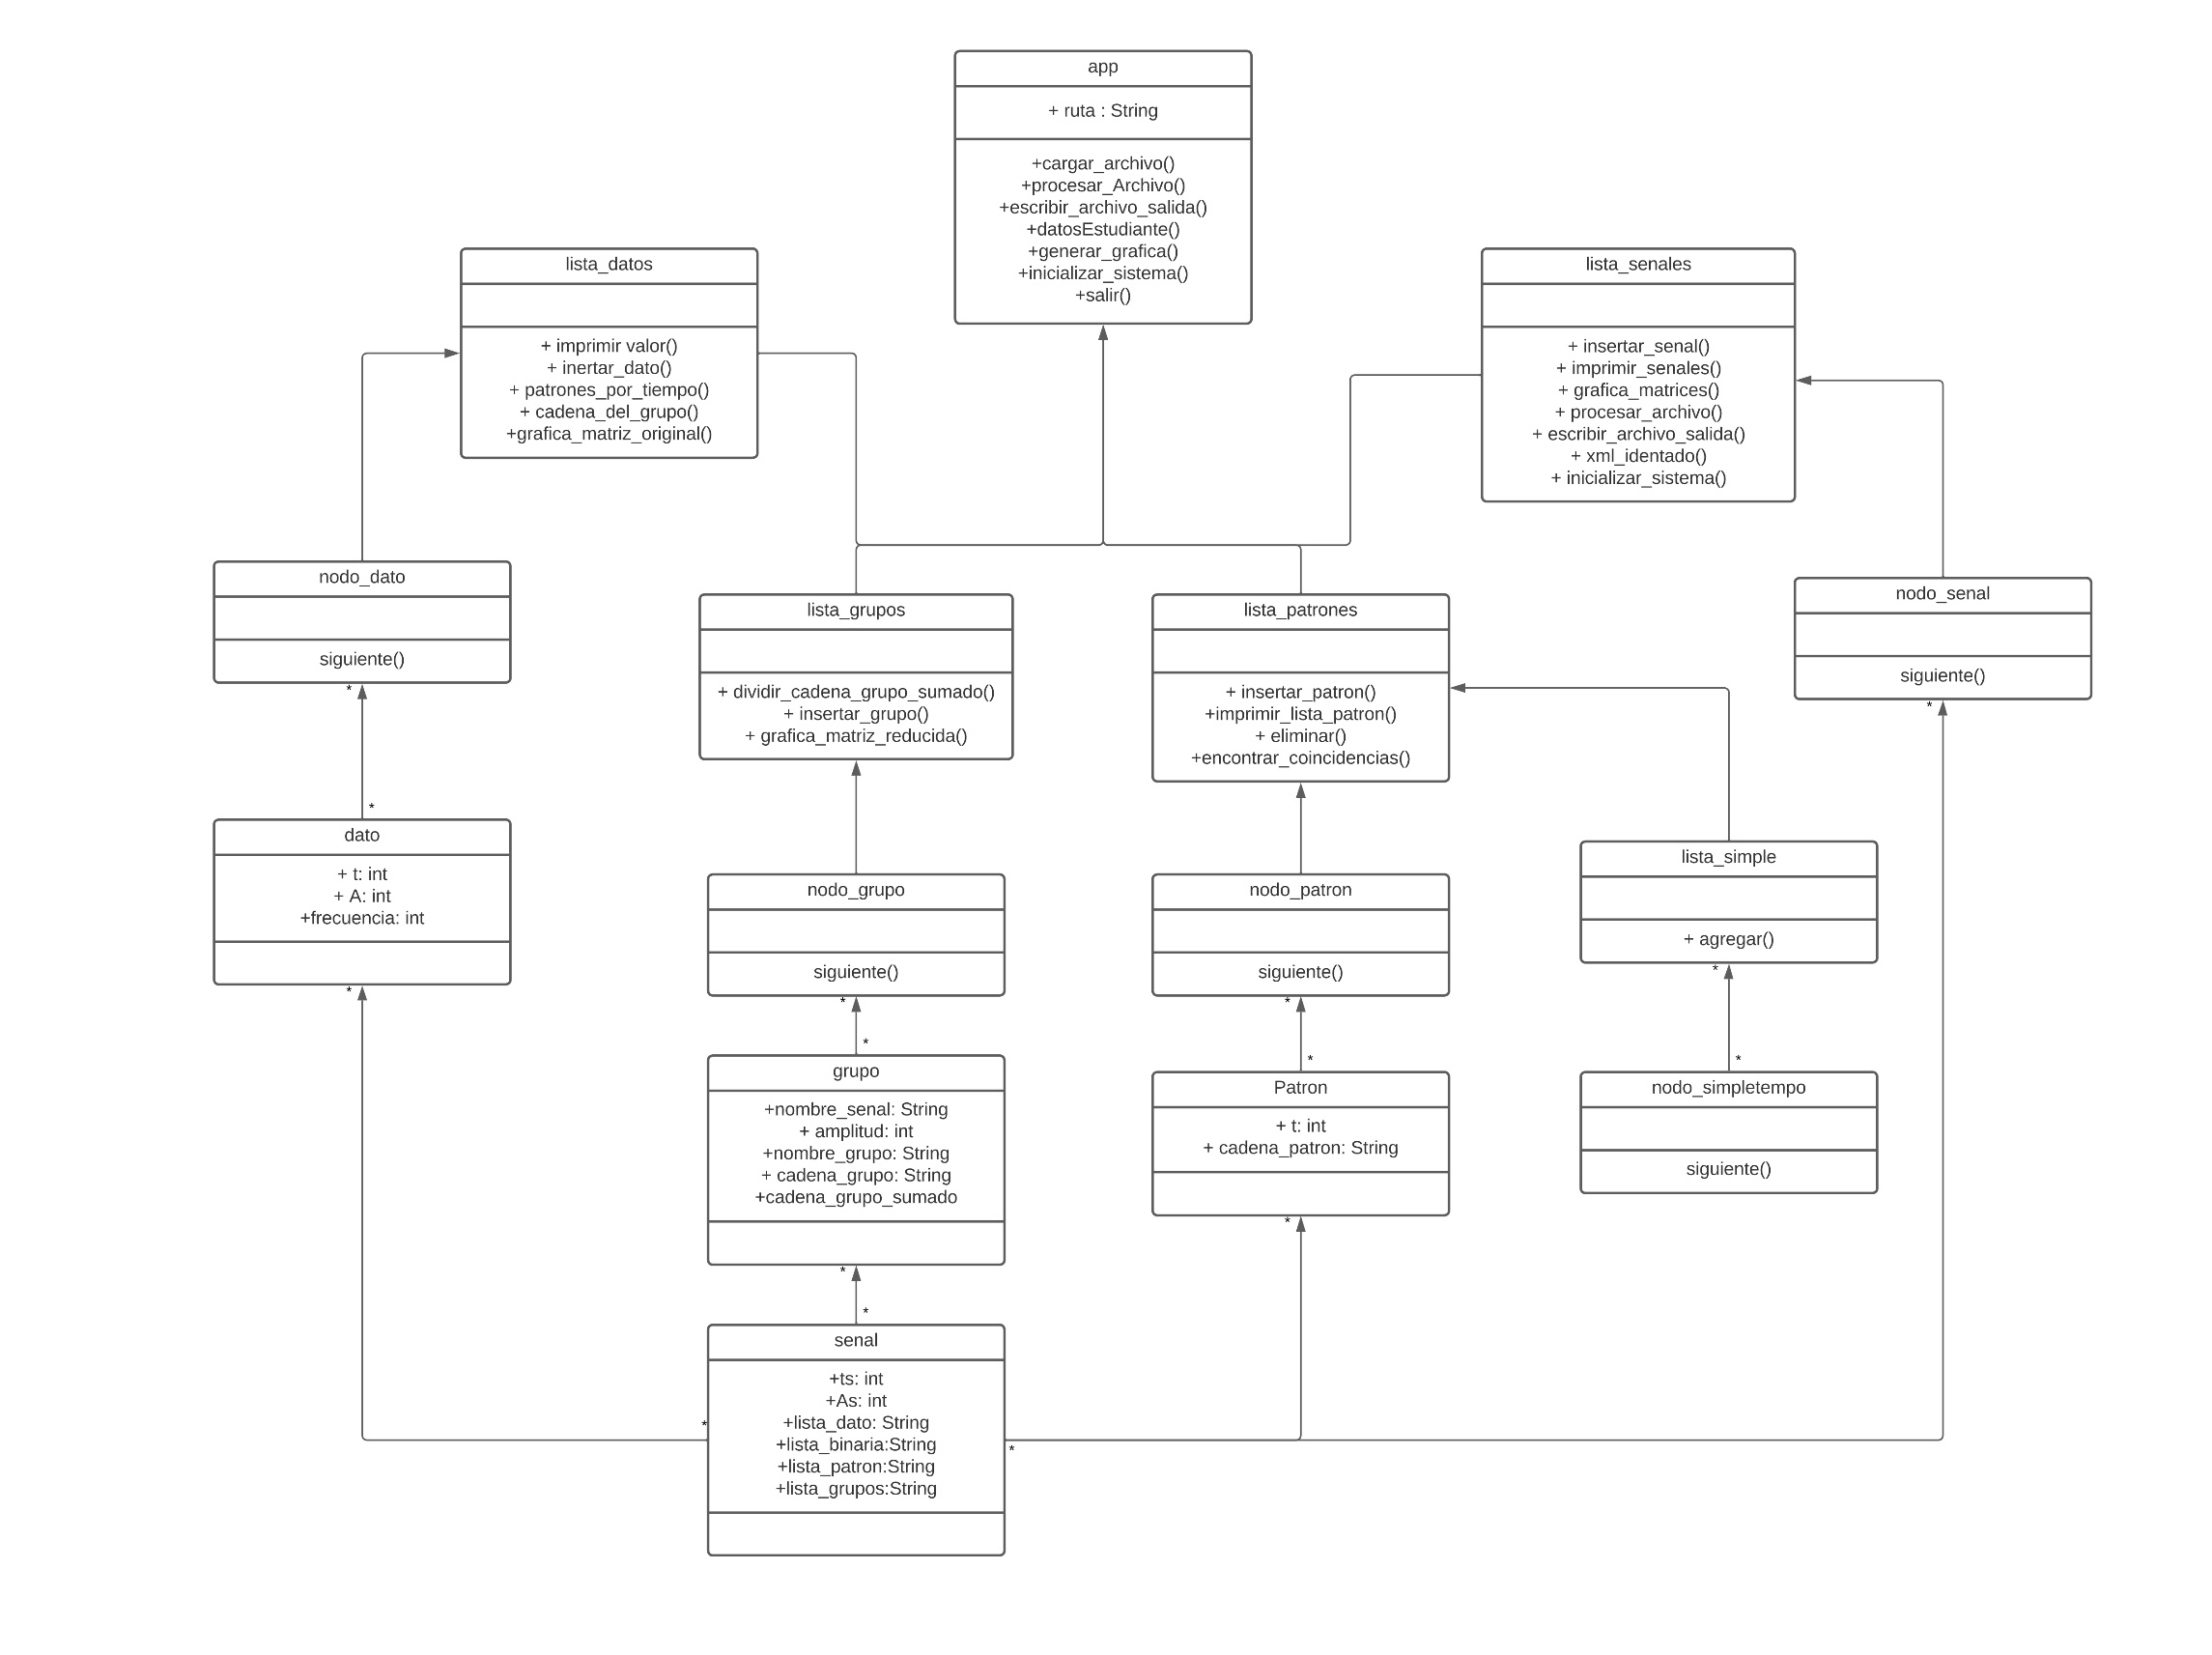 app
+ ruta : String
+cargar_archivo()
+procesar_Archivo()
+escribir_archivo_salida()
+datosEstudiante()
+generar_grafica()
+inicializar_sistema()
+salir()
lista_datos
+ imprimir valor()
+ inertar_dato()
+ patrones_por_tiempo()
+ cadena_del_grupo()
+grafica_matriz_original()
lista_senales
+ insertar_senal()
+ imprimir_senales()
+ grafica_matrices()
+ procesar_archivo()
+ escribir_archivo_salida()
+ xml_identado()
+ inicializar_sistema()
nodo_dato
siguiente()
*
*
lista_grupos
+ dividir_cadena_grupo_sumado()
+ insertar_grupo()
+ grafica_matriz_reducida()
lista_patrones
+ insertar_patron()
+imprimir_lista_patron()
+ eliminar()
+encontrar_coincidencias()
nodo_senal
siguiente()
*
dato
+ t: int
+ A: int
+frecuencia: int
*
nodo_grupo
siguiente()
*
*
nodo_patron
siguiente()
*
*
lista_simple
+ agregar()
*
*
grupo
+nombre_senal: String
+ amplitud: int
+nombre_grupo: String
+ cadena_grupo: String
+cadena_grupo_sumado
*
*
Patron
+ t: int
+ cadena_patron: String
*
nodo_simpletempo
siguiente()
senal
+ts: int
+As: int
+lista_dato: String
+lista_binaria:String
+lista_patron:String
+lista_grupos:String
*
*